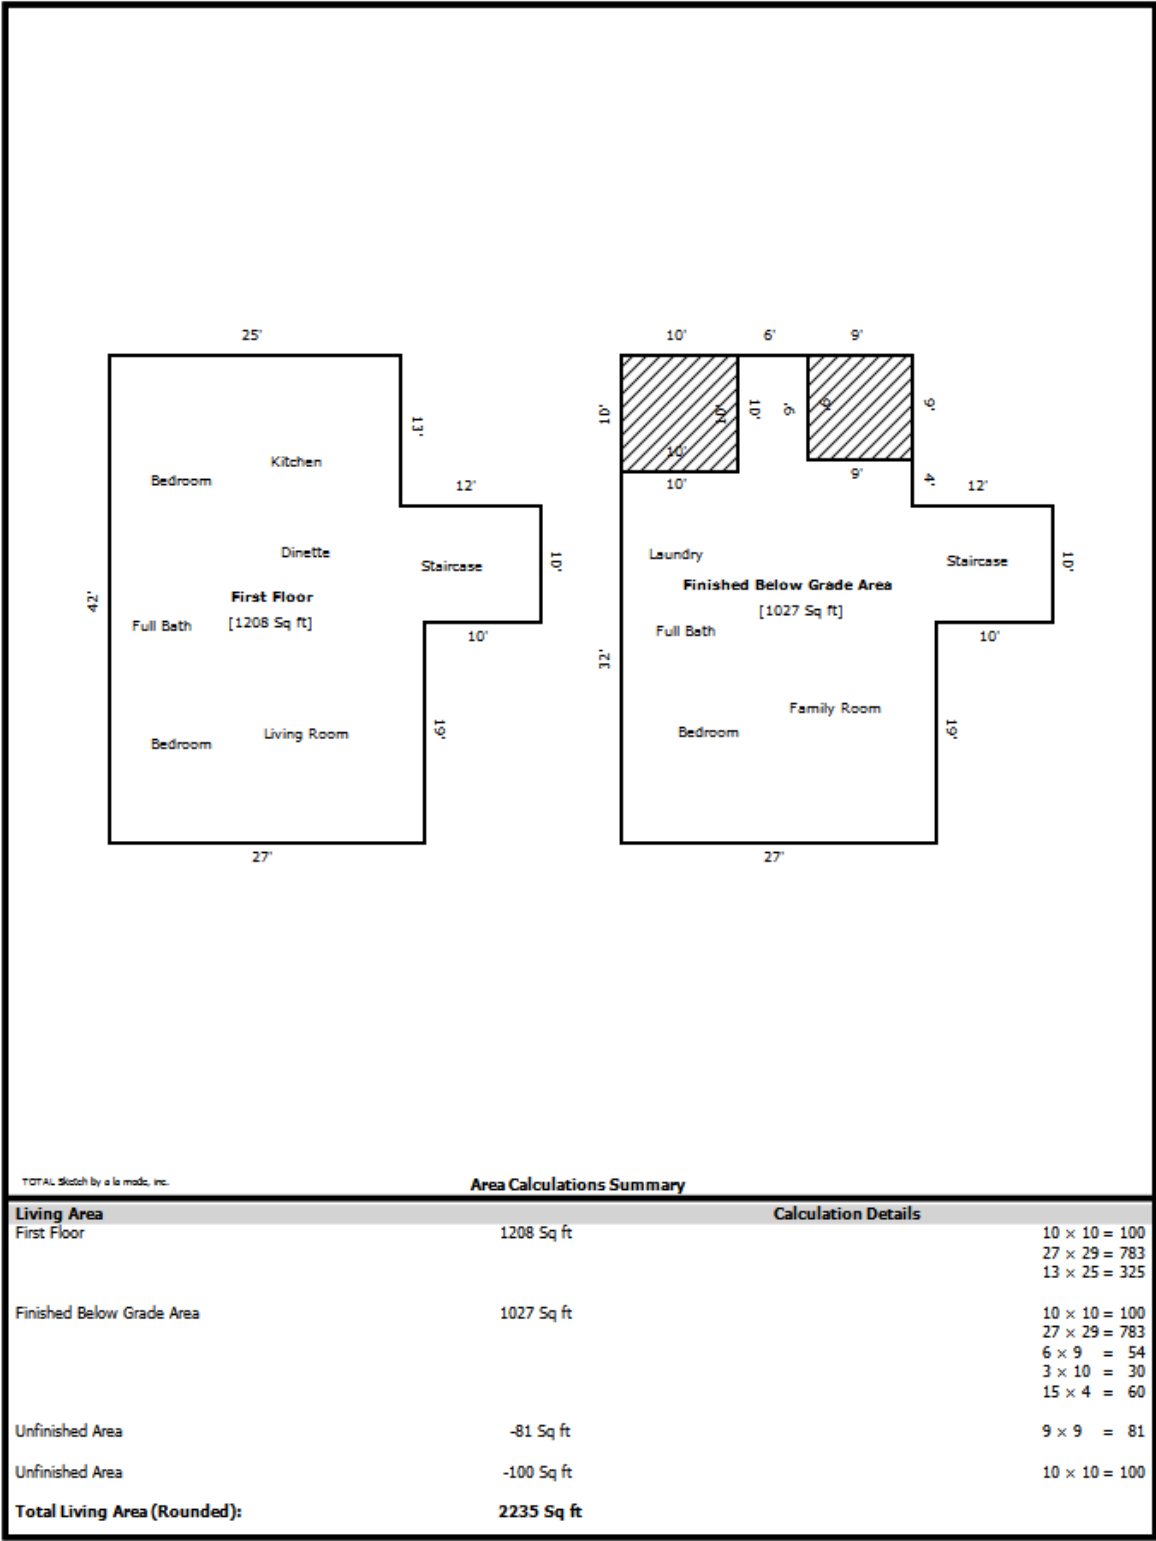 25'
10' 6' 9'
13'
10' 10' 10' 9' 9' 9'
10'
10' 9' 4'
Kitchen
Bedroom
12' 12'
Dinette
Staircase
10'
Laundry
Staircase
10'
42'
First Floor
[1208 Sq ft]
Finished Below Grade Area
[1027 Sq ft]
Full Bath
Full Bath
10' 10'
32'
Living Room
Bedroom
19'
Family Room
Bedroom
19'
27' 27'
TOTAL Sketch by a la mode, inc.
Area Calculations Summary
Living Area Calculation Details
First Floor 1208 Sq ft 10 × 10 = 100
27 × 29 = 783
13 × 25 = 325
Finished Below Grade Area 1027 Sq ft 10 × 10 = 100
27 × 29 = 783
6 × 9 = 54
3 × 10 = 30
15 × 4 = 60
Unfinished Area -81 Sq ft 9 × 9 = 81
Unfinished Area -100 Sq ft 10 × 10 = 100
Total Living Area (Rounded): 2235 Sq ft